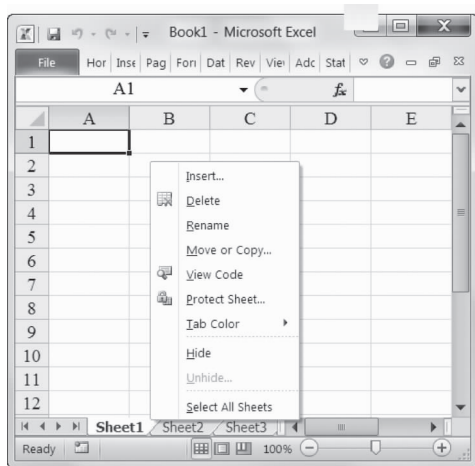 Book1 - Microsoft Excel
File Hor Inse Pag Forı Dat Rev Vieı Adc Stat
A1 fx
A B C D E
1
2
3
4
5
6
7
8
9
10
11
12
Insert...
Delete
Rename
Move or Copy...
View Code
Protect Sheet...
Tab Color
Hide
Unhide...
Select All Sheets
Sheet1 Sheet2 Sheet3
Ready 100%